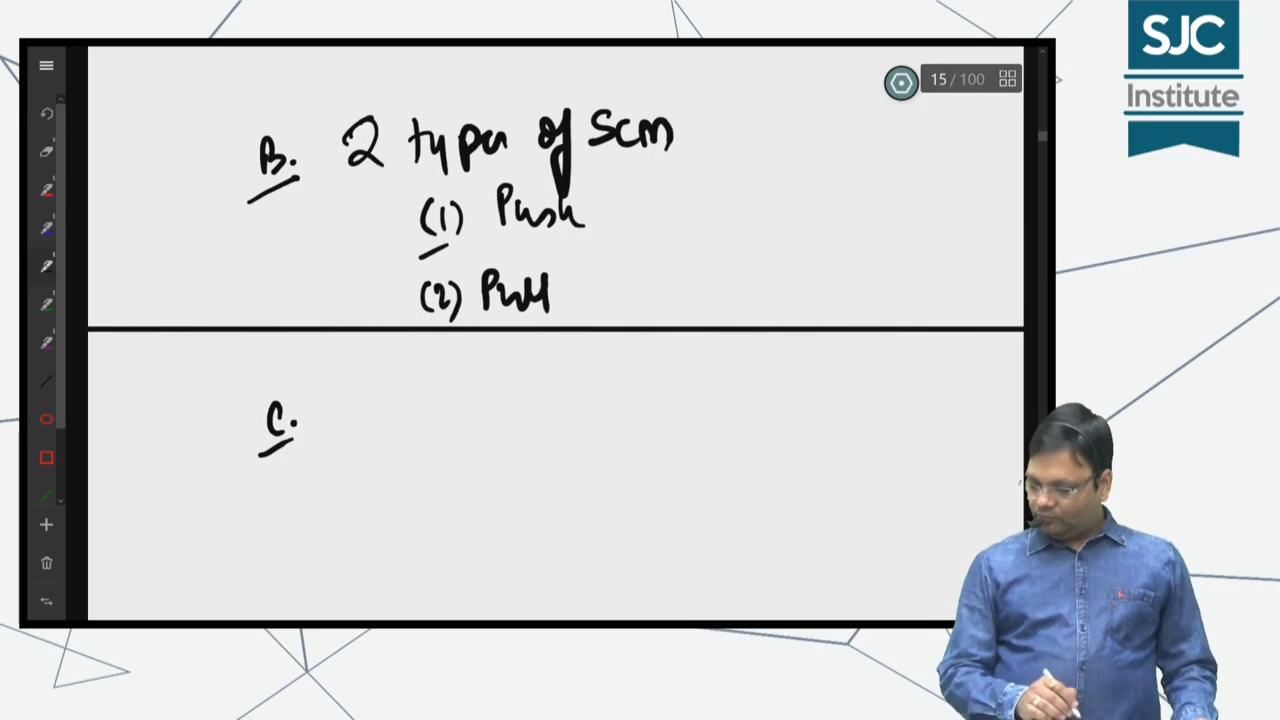 SJC
Institute
15 / 100
B. 2 types of SCM
(1) Push
(2) Pull
C.